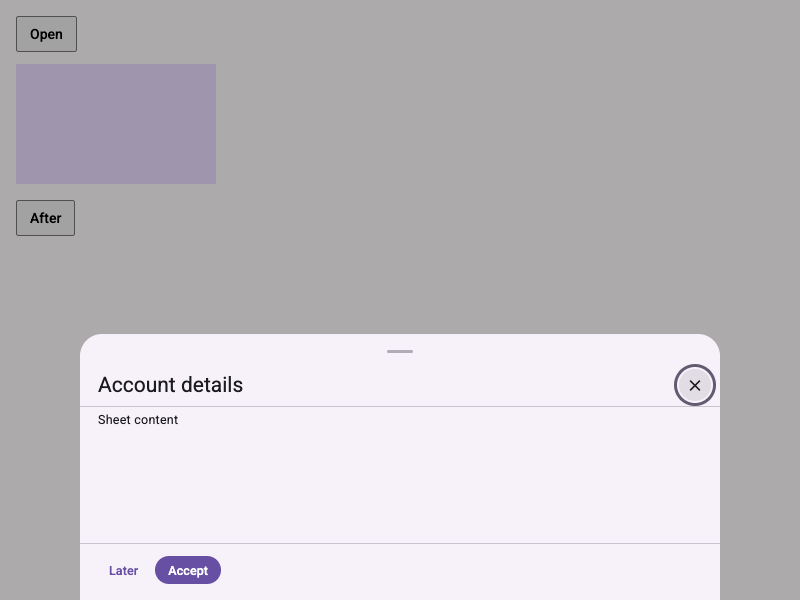 Open
After
Account details
Sheet content
Later
Accept